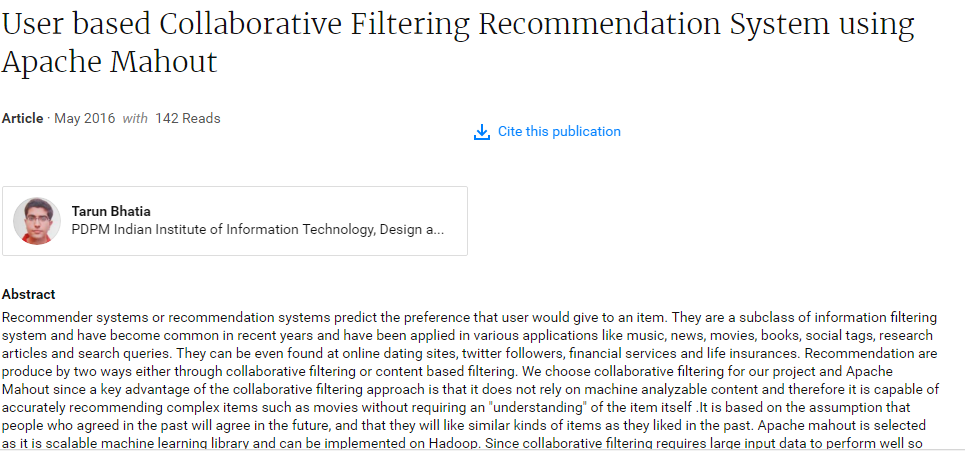 User based Collaborative Filtering Recommendation System using
Apache Mahout
Article · May 2016 with 142 Reads
Cite this publication
Tarun Bhatia
PDPM Indian Institute of Information Technology, Design a...
Abstract
Recommender systems or recommendation systems predict the preference that user would give to an item. They are a subclass of information filtering
system and have become common in recent years and have been applied in various applications like music, news, movies, books, social tags, research
articles and search queries. They can be even found at online dating sites, twitter followers, financial services and life insurances. Recommendation are
produce by two ways either through collaborative filtering or content based filtering. We choose collaborative filtering for our project and Apache
Mahout since a key advantage of the collaborative filtering approach is that it does not rely on machine analyzable content and therefore it is capable of
accurately recommending complex items such as movies without requiring an "understanding" of the item itself .It is based on the assumption that
people who agreed in the past will agree in the future, and that they will like similar kinds of items as they liked in the past. Apache mahout is selected
as it is scalable machine learning library and can be implemented on Hadoop. Since collaborative filtering requires large input data to perform well so